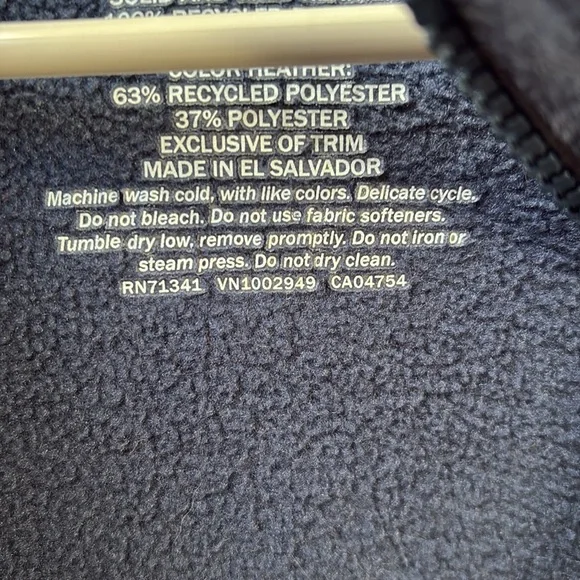 100% RECYCLED
COLOR HEATHER:
63% RECYCLED POLYESTER
37% POLYESTER
EXCLUSIVE OF TRIM
MADE IN EL SALVADOR
Machine wash cold, with like colors. Delicate cycle.
Do not bleach. Do not use fabric softeners.
Tumble dry low, remove promptly. Do not iron or
steam press. Do not dry clean.
RN71341 VN1002949 CA04754